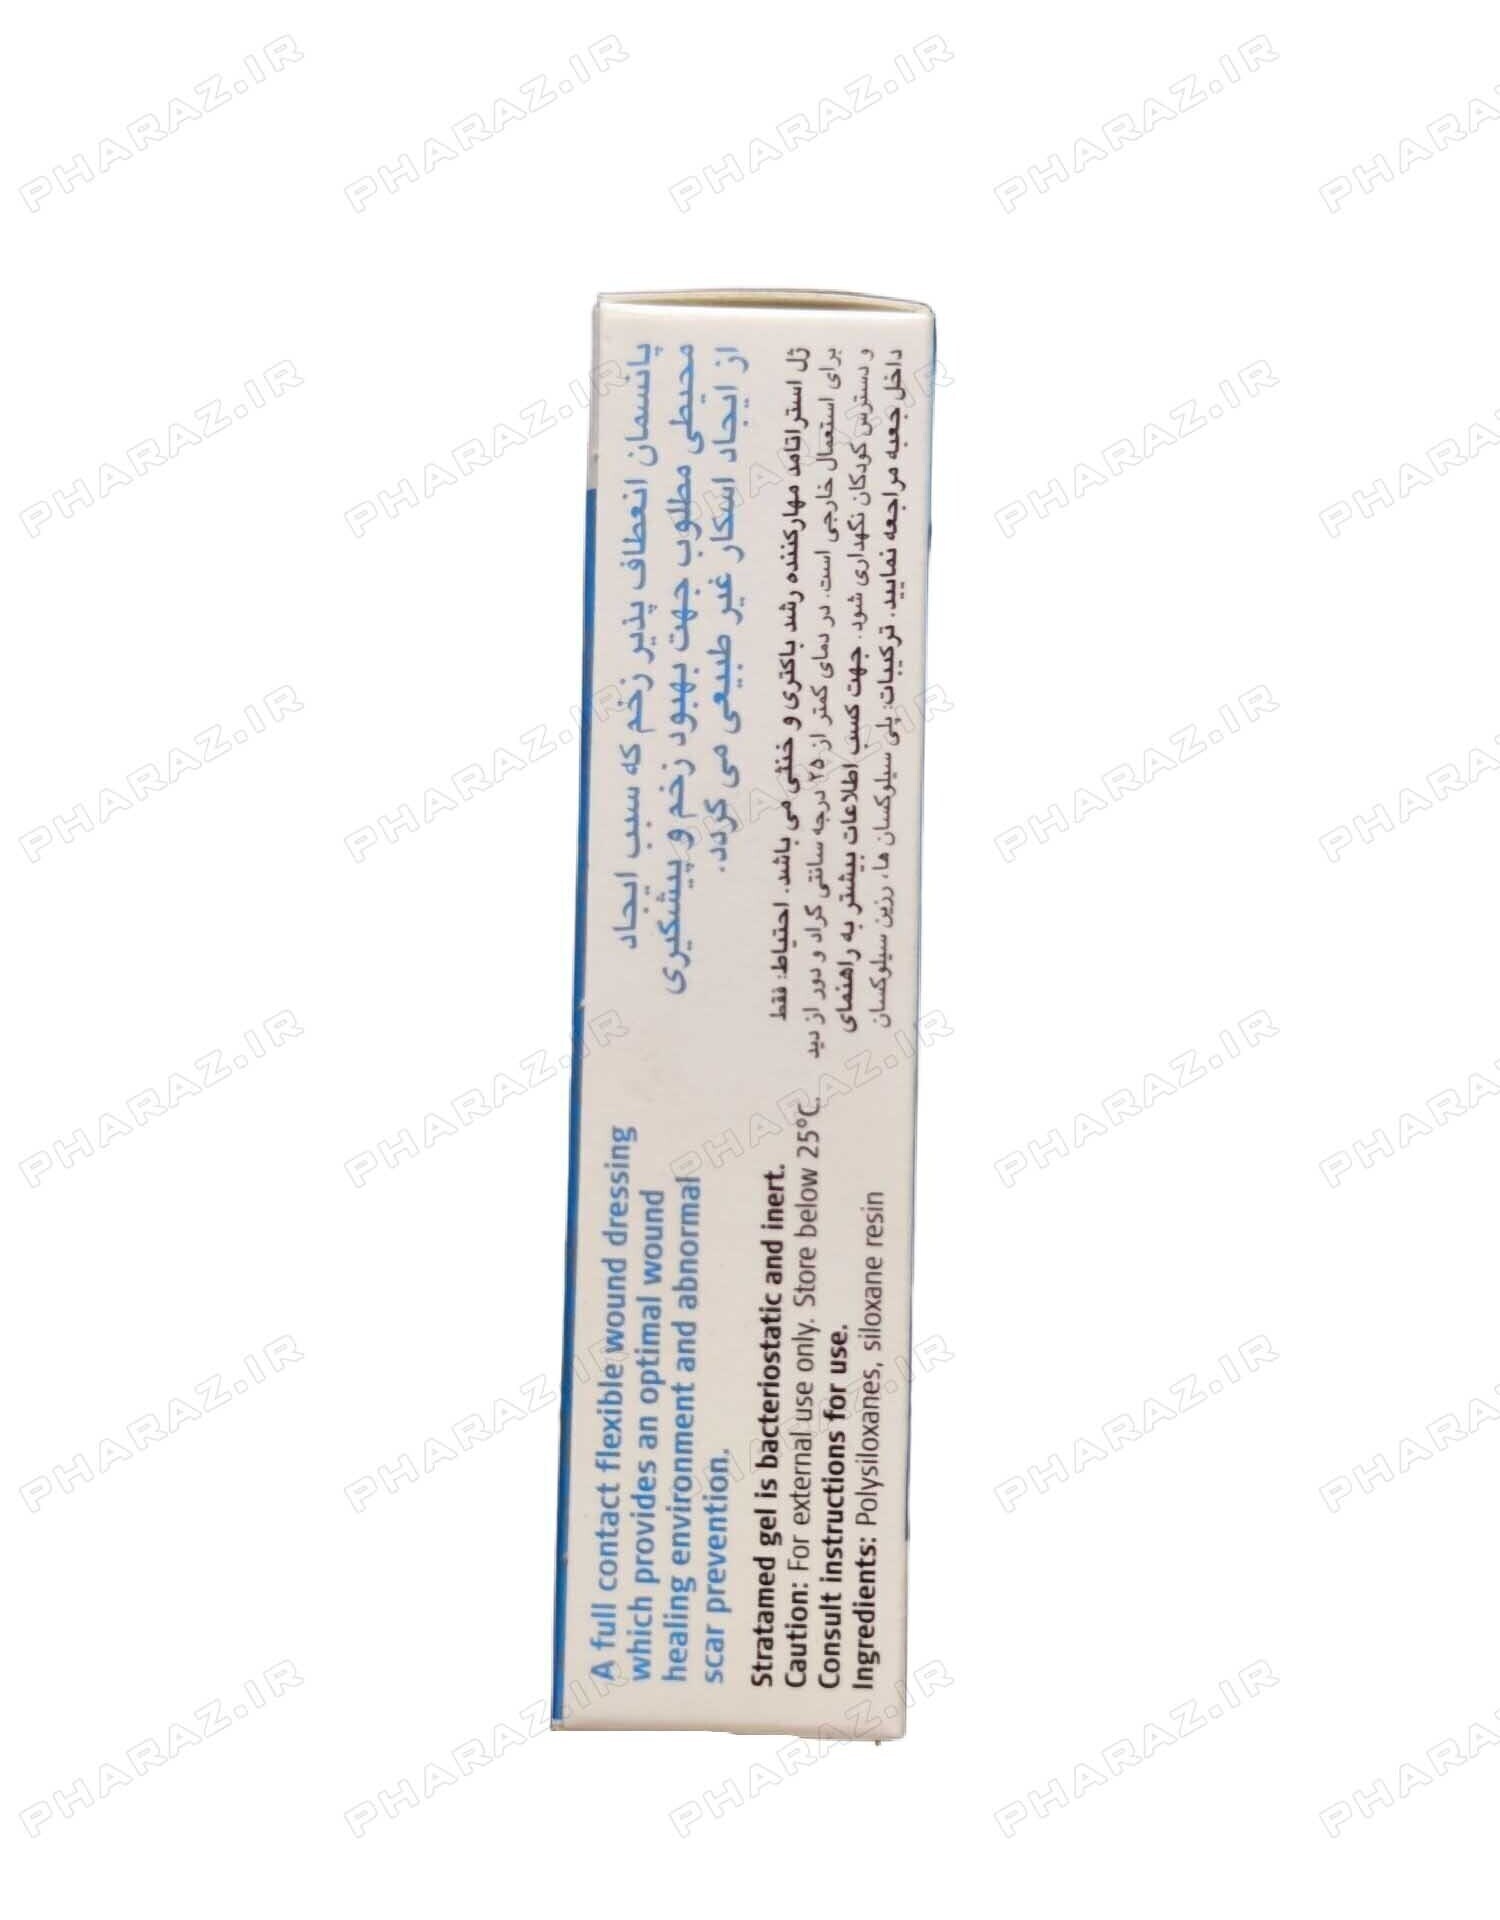 A full contact flexible wound dressing
which provides an optimal wound
healing environment and abnormal
scar prevention.
Stratamed gel is bacteriostatic and inert.
Caution: For external use only. Store below 25°C.
Consult instructions for use.
Ingredients: Polysiloxanes, siloxane resin
پانسمان انعطاف پذیر زخم که سبب ایجاد
محیطی مطلوب جهت بهبود زخم و پیشگیری
از ایجاد اسکار غیر طبیعی می گردد.
ژل استراتامد مهارکننده رشد باکتری و خنثی می باشد. احتیاط: فقط
برای استعمال خارجی است. در دمای کمتر از ۲۵ درجه سانتی گراد و دور از دید
و دسترس کودکان نگهداری شود. جهت کسب اطلاعات بیشتر به راهنمای
داخل جعبه مراجعه نمایید. ترکیبات: پلی سیلوکسان ها، رزین سیلوکسان
PHARAZ.IR